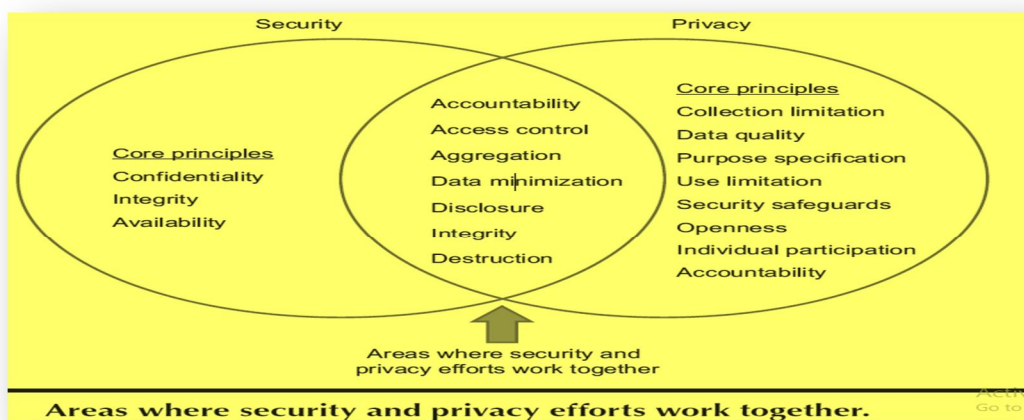 Security
Privacy
Core principles
Confidentiality
Integrity
Availability
Accountability
Access control
Aggregation
Data minimization
Disclosure
Integrity
Destruction
Core principles
Collection limitation
Data quality
Purpose specification
Use limitation
Security safeguards
Openness
Individual participation
Accountability
Areas where security and
privacy efforts work together
Areas where security and privacy efforts work together.
Go to